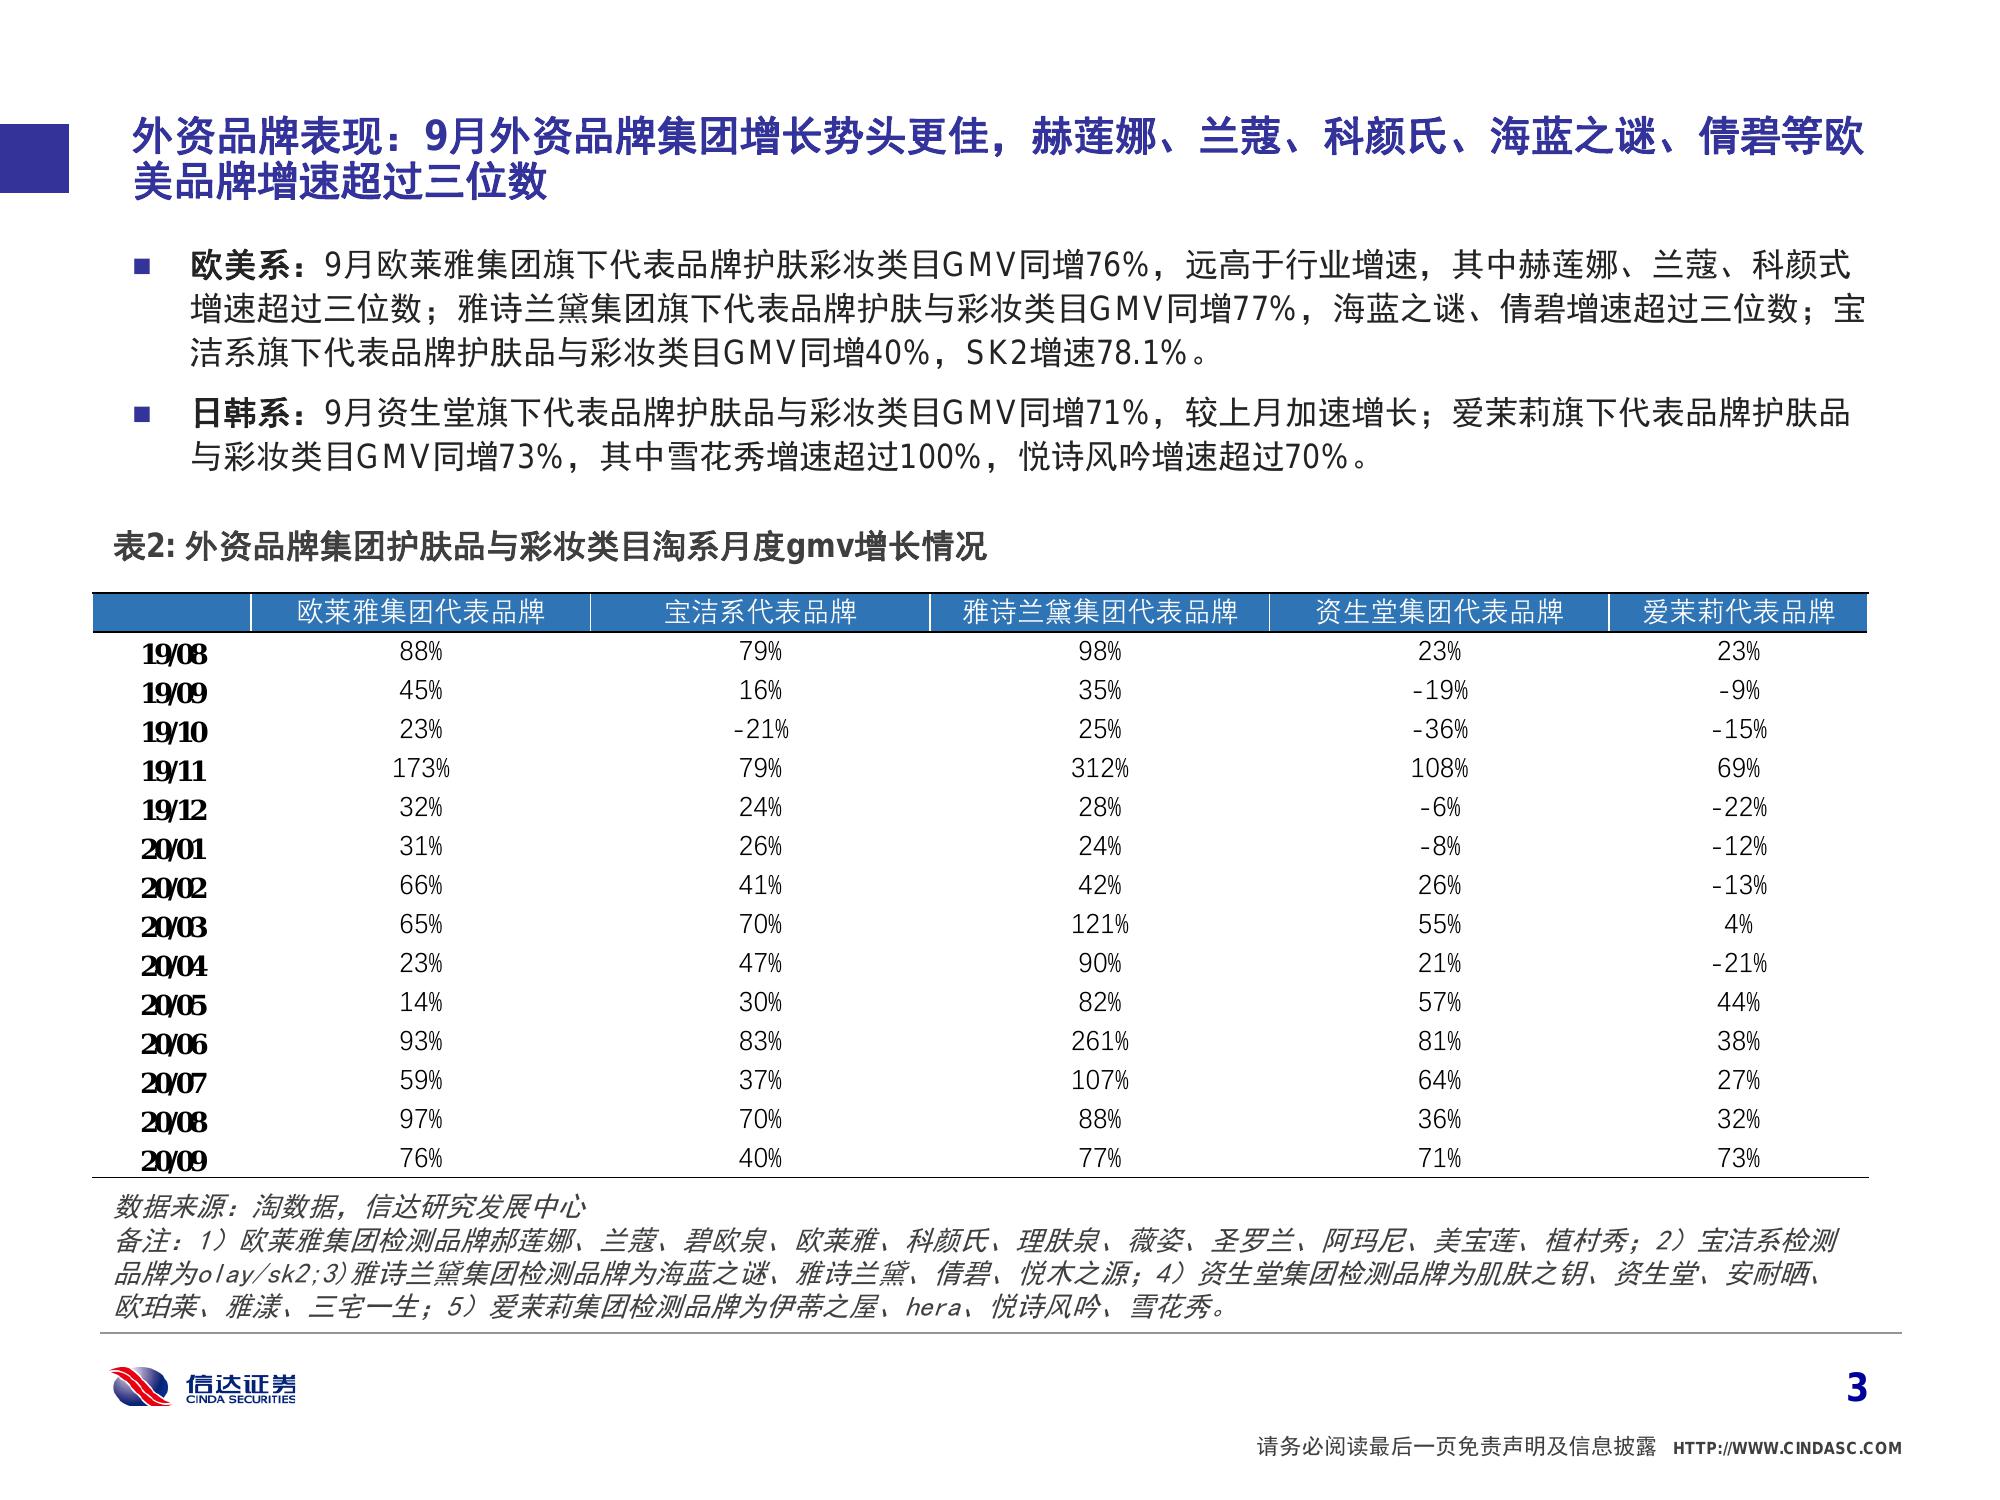 外资品牌表现：9月外资品牌集团增长势头更佳，赫莲娜、兰蔻、科颜氏、海蓝之谜、倩碧等欧
美品牌增速超过三位数
■ 欧美系：9月欧莱雅集团旗下代表品牌护肤彩妆类目GMV同增76%，远高于行业增速，其中赫莲娜、兰蔻、科颜式
增速超过三位数；雅诗兰黛集团旗下代表品牌护肤与彩妆类目GMV同增77%，海蓝之谜、倩碧增速超过三位数；宝
洁系旗下代表品牌护肤品与彩妆类目GMV同增40%，SK2增速78.1%。
■ 日韩系：9月资生堂旗下代表品牌护肤品与彩妆类目GMV同增71%，较上月加速增长；爱茉莉旗下代表品牌护肤品
与彩妆类目GMV同增73%，其中雪花秀增速超过100%，悦诗风吟增速超过70%。
表2: 外资品牌集团护肤品与彩妆类目淘系月度gmv增长情况
欧莱雅集团代表品牌 宝洁系代表品牌 雅诗兰黛集团代表品牌 资生堂集团代表品牌 爱茉莉代表品牌
19/08 88% 79% 98% 23% 23%
19/09 45% 16% 35% -19% -9%
19/10 23% -21% 25% -36% -15%
19/11 173% 79% 312% 108% 69%
19/12 32% 24% 28% -6% -22%
20/01 31% 26% 24% -8% -12%
20/02 66% 41% 42% 26% -13%
20/03 65% 70% 121% 55% 4%
20/04 23% 47% 90% 21% -21%
20/05 14% 30% 82% 57% 44%
20/06 93% 83% 261% 81% 38%
20/07 59% 37% 107% 64% 27%
20/08 97% 70% 88% 36% 32%
20/09 76% 40% 77% 71% 73%
数据来源：淘数据，信达研究发展中心
备注：1）欧莱雅集团检测品牌郝莲娜、兰蔻、碧欧泉、欧莱雅、科颜氏、理肤泉、薇姿、圣罗兰、阿玛尼、美宝莲、植村秀；2）宝洁系检测
品牌为olay/sk2;3)雅诗兰黛集团检测品牌为海蓝之谜、雅诗兰黛、倩碧、悦木之源；4）资生堂集团检测品牌为肌肤之钥、资生堂、安耐晒、
欧珀莱、雅漾、三宅一生；5）爱茉莉集团检测品牌为伊蒂之屋、hera、悦诗风吟、雪花秀。
信达证券
CINDA SECURITIES
3
请务必阅读最后一页免责声明及信息披露 HTTP://WWW.CINDASC.COM